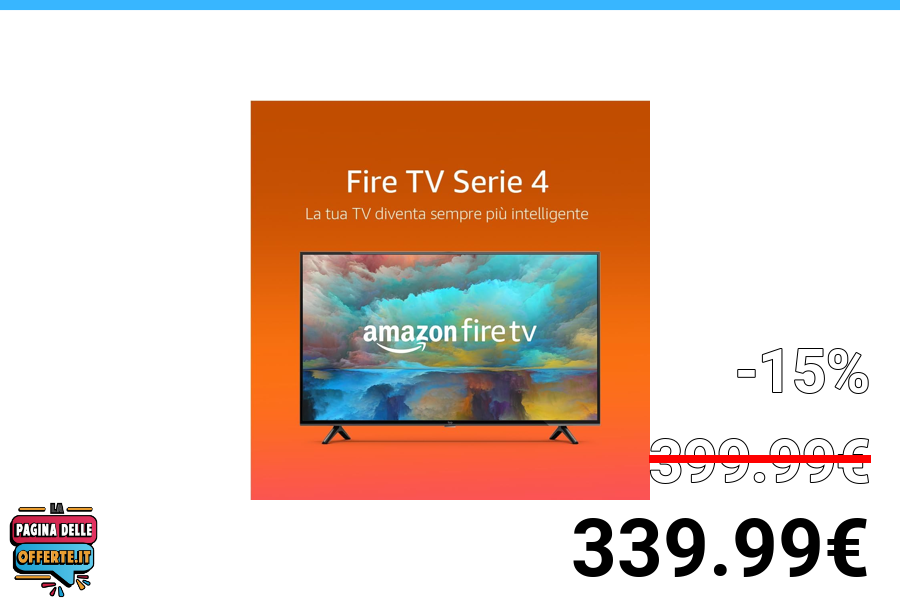 Fire TV Serie 4
La tua TV diventa sempre più intelligente
amazon fire tv
-15%
399.99€
339.99€
LA
PAGINA DELLE
OFFERTE.IT